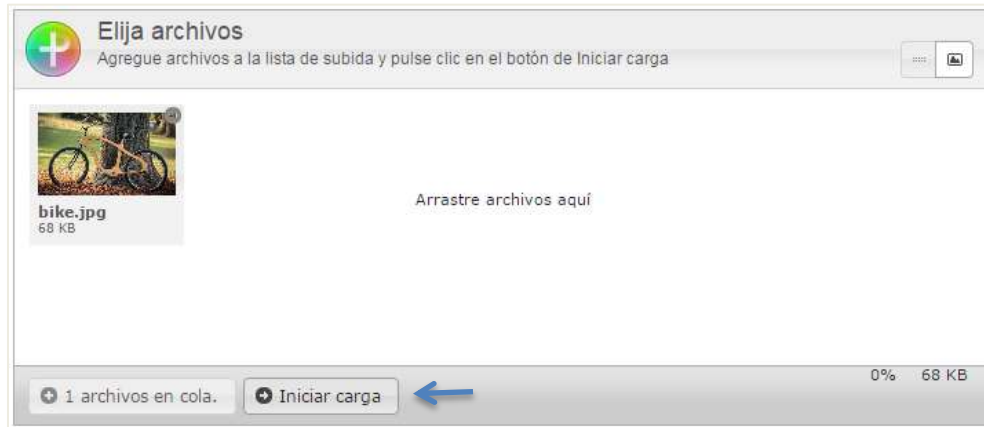 Elija archivos
Agregue archivos a la lista de subida y pulse clic en el botón de Iniciar carga
bike.jpg
68 KB
Arrastre archivos aquí
1 archivos en cola.
Iniciar carga
0% 68 KB